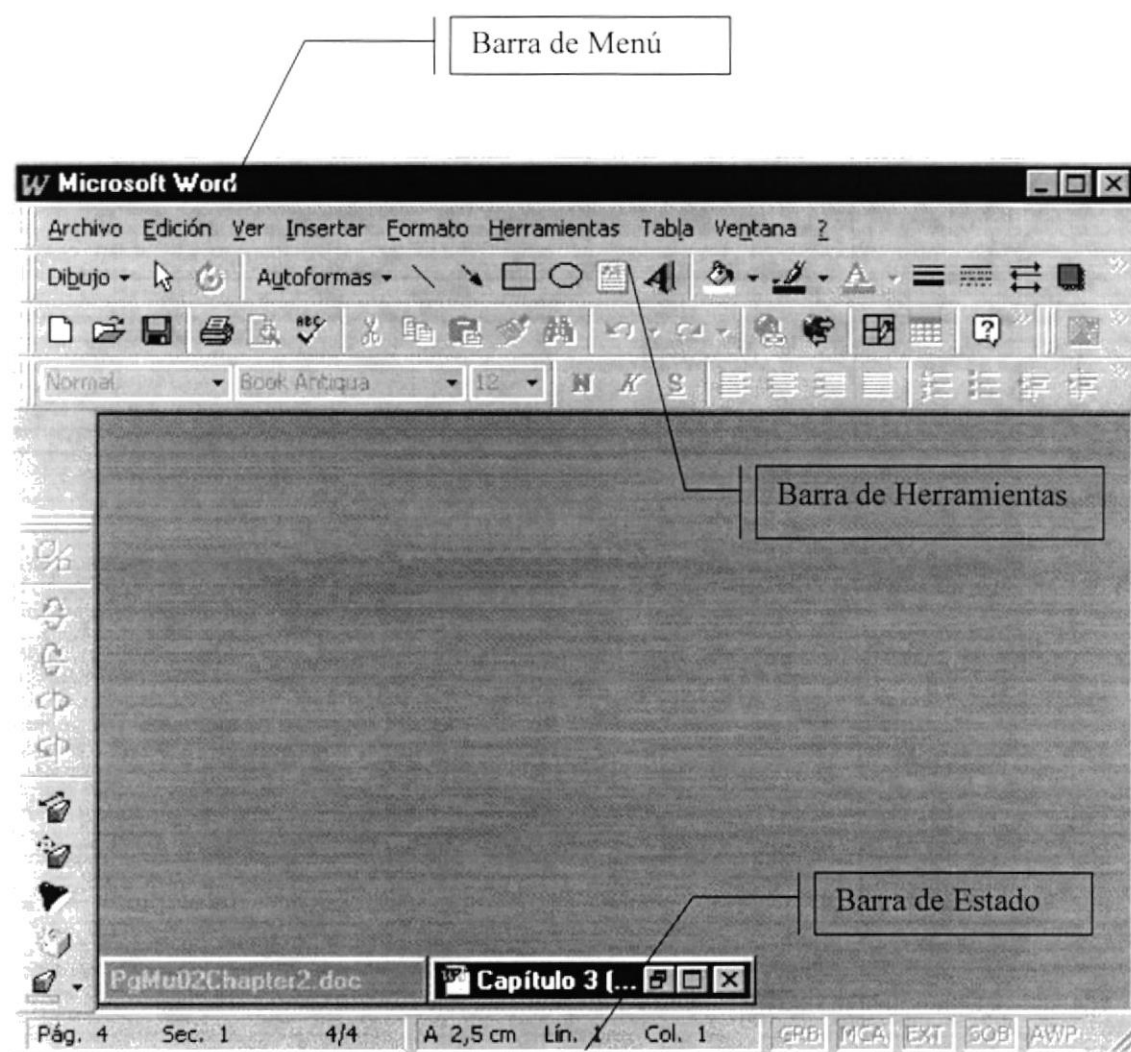 Barra de Menú
Microsoft Word
Archivo Edición Ver Insertar Formato Herramientas Tabla Ventana ?
Dibujo Autoformas
ABC
Normal Book Antiqua 12 N K S
Barra de Herramientas
Barra de Estado
PgMu02Chapter2.doc Capítulo 3 (...
Pág. 4 Sec. 1 4/4 A 2,5 cm Lín. 1 Col. 1 GRB MCA EXT SOB AWP